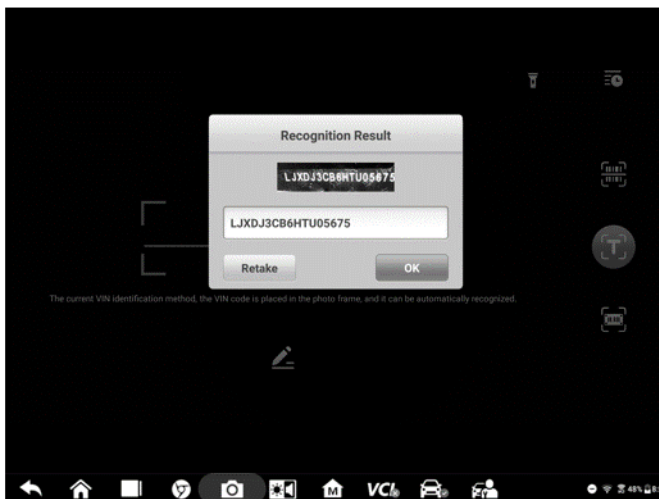 Recognition Result
LJXDJ3CB6HTU05675
LJXDJ3CB6HTU05675
Retake
OK
The current VIN identification method, the VIN code is placed in the photo frame, and it can be automatically recognized.
VCI
48%